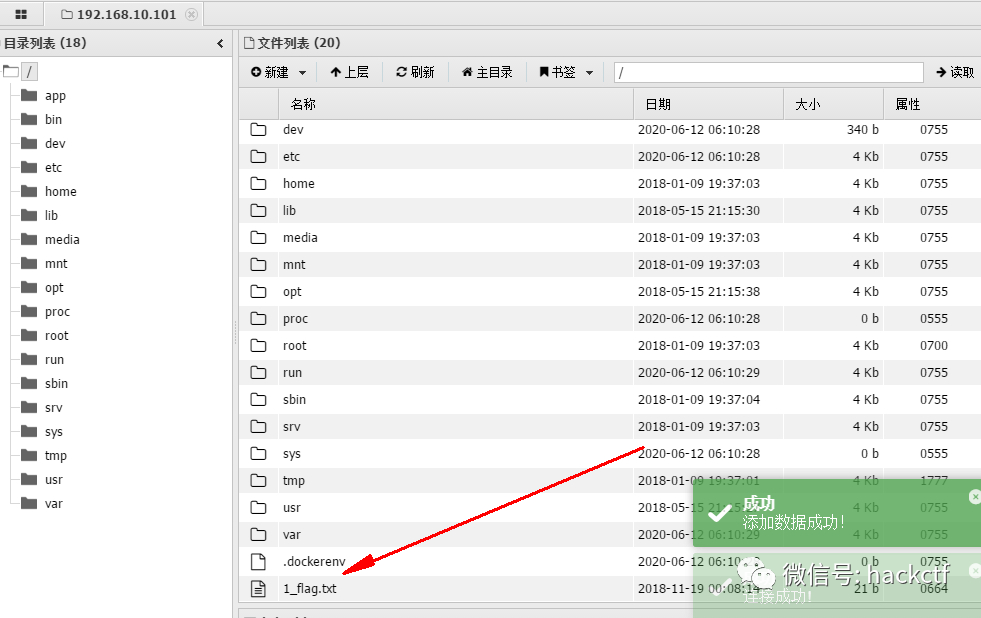 192.168.10.101
目录列表 (18)
/
app
bin
dev
etc
home
lib
media
mnt
opt
proc
root
run
sbin
srv
sys
tmp
usr
var
文件列表 (20)
新建 上层 刷新 主目录 书签 / 读取
名称 日期 大小 属性
dev 2020-06-12 06:10:28 340 b 0755
etc 2020-06-12 06:10:28 4 Kb 0755
home 2018-01-09 19:37:03 4 Kb 0755
lib 2018-05-15 21:15:30 4 Kb 0755
media 2018-01-09 19:37:03 4 Kb 0755
mnt 2018-01-09 19:37:03 4 Kb 0755
opt 2018-05-15 21:15:38 4 Kb 0755
proc 2020-06-12 06:10:28 0 b 0555
root 2018-01-09 19:37:03 4 Kb 0700
run 2020-06-12 06:10:29 4 Kb 0755
sbin 2018-01-09 19:37:04 4 Kb 0755
srv 2018-01-09 19:37:03 4 Kb 0755
sys 2020-06-12 06:10:28 0 b 0555
tmp 2018-01-09 19:37:01 4 Kb 1777
usr 2018-05-15 4 Kb 0755
var 2020-06-12 06:10:29 4 Kb 0755
.dockerenv 2020-06-12 0 b 0755
1_flag.txt 2018-11-19 00:08:14 21 b 0664
成功
添加数据成功!
微信号: hackctf
连接成功!